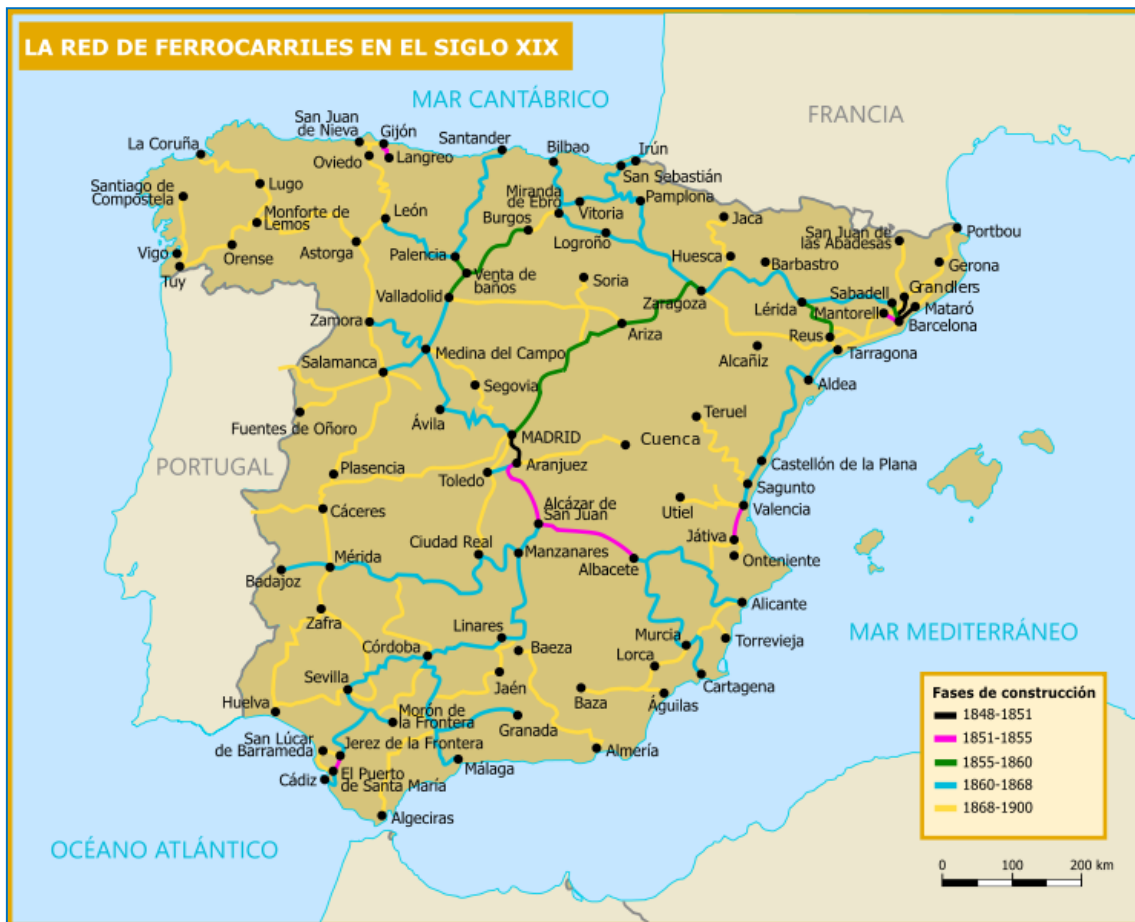 LA RED DE FERROCARRILES EN EL SIGLO XIX
MAR CANTÁBRICO
FRANCIA
San Juan
de Nieva
Gijón
Santander
Bilbao
Irún
La Coruña
Oviedo
Langreo
San Sebastián
Santiago de
Compostela
Lugo
Miranda
de Ebro
Pamplona
Monforte de
Lemos
León
Burgos
Vitoria
Jaca
San Juan de
las Abadesas
Portbou
Vigo
Orense
Astorga
Palencia
Logroño
Huesca
Barbastro
Gerona
Tuy
Venta de
baños
Soria
Sabadell
Grandlers
Valladolid
Zaragoza
Lérida
Mantorell
Mataró
Barcelona
Zamora
Ariza
Reus
Medina del Campo
Alcañiz
Tarragona
Salamanca
Segovia
Aldea
Fuentes de Oñoro
Ávila
Teruel
MADRID
Cuenca
PORTUGAL
Plasencia
Aranjuez
Castellón de la Plana
Toledo
Sagunto
Cáceres
Alcázar de
San Juan
Utiel
Valencia
Ciudad Real
Játiva
Mérida
Manzanares
Onteniente
Badajoz
Albacete
Zafra
Alicante
Linares
Murcia
Torrevieja
MAR MEDITERRÁNEO
Córdoba
Baeza
Lorca
Sevilla
Jaén
Baza
Cartagena
Huelva
Águilas
Morón de
la Frontera
Granada
San Lúcar
de Barrameda
Jerez de la Frontera
Almería
Cádiz
El Puerto
de Santa María
Málaga
Algeciras
OCÉANO ATLÁNTICO
Fases de construcción
1848-1851
1851-1855
1855-1860
1860-1868
1868-1900
0 100 200 km